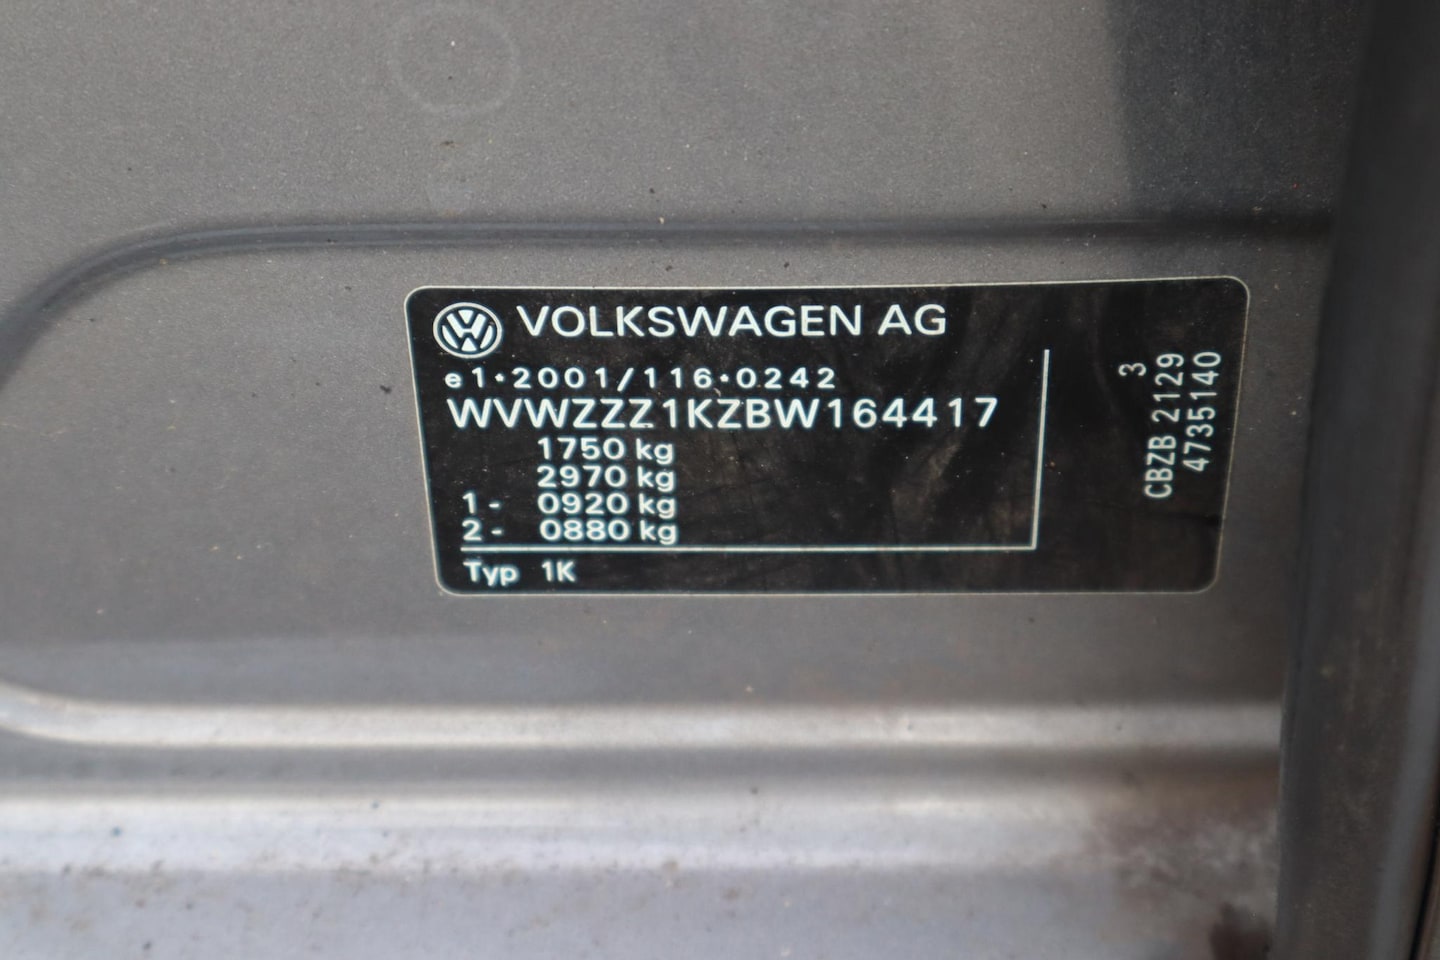 VOLKSWAGEN AG
e1*2001/116*0242
WVWZZZ1KZBW164417
1750 kg
2970 kg
1- 0920 kg
2- 0880 kg
Typ 1K
3
CBZB 2129
4735140